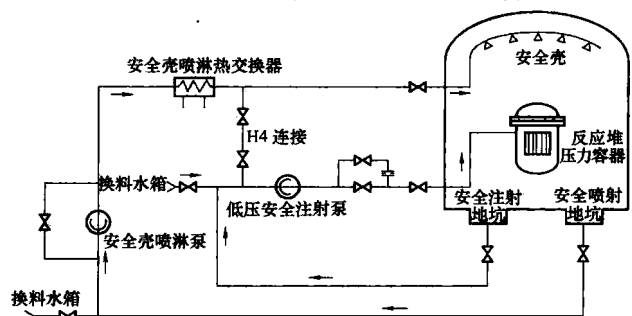 安全壳喷淋热交换器
安全壳
H4 连接
反应堆
压力容器
换料水箱
低压安全注射泵
安全注射
地坑
安全喷射
地坑
安全壳喷淋泵
换料水箱